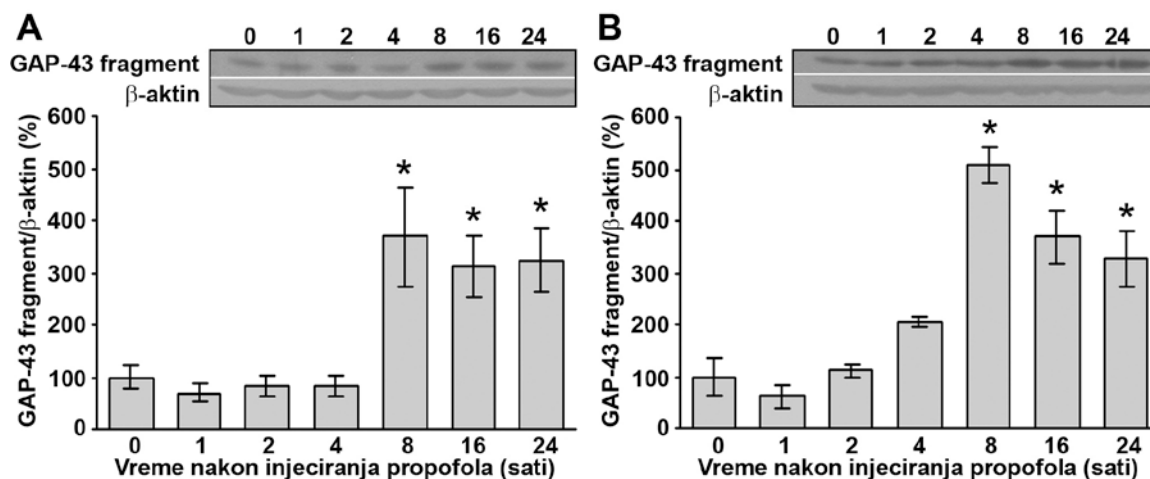 A
0 1 2 4 8 16 24
GAP-43 fragment
β-aktin
GAP-43 fragment/β-aktin (%)
600
500
400
300
200
100
0
* * *
0 1 2 4 8 16 24
Vreme nakon injeciranja propofola (sati)
B
0 1 2 4 8 16 24
GAP-43 fragment
β-aktin
GAP-43 fragment/β-aktin (%)
600
500
400
300
200
100
0
* * *
0 1 2 4 8 16 24
Vreme nakon injeciranja propofola (sati)